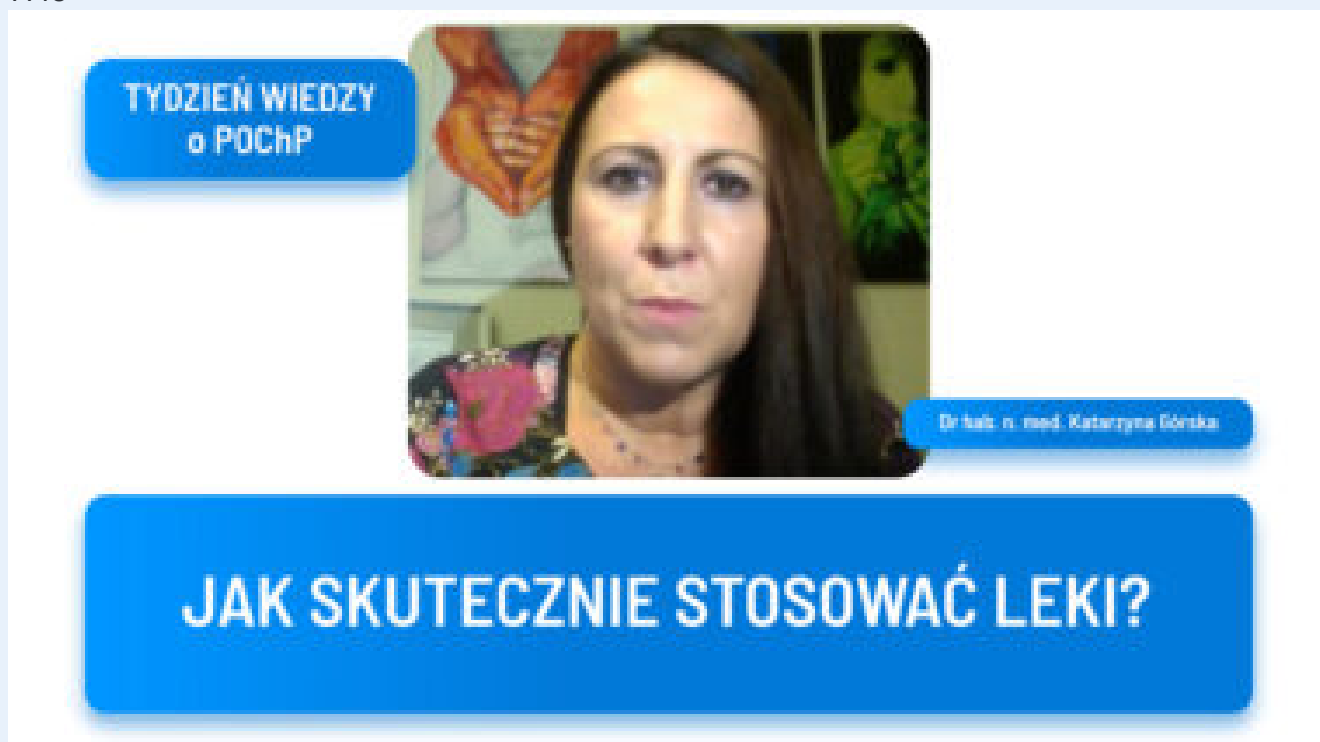 TYDZIEŃ WIEDZY
o POChP
Dr hab. n. med. Katarzyna Górska
JAK SKUTECZNIE STOSOWAĆ LEKI?